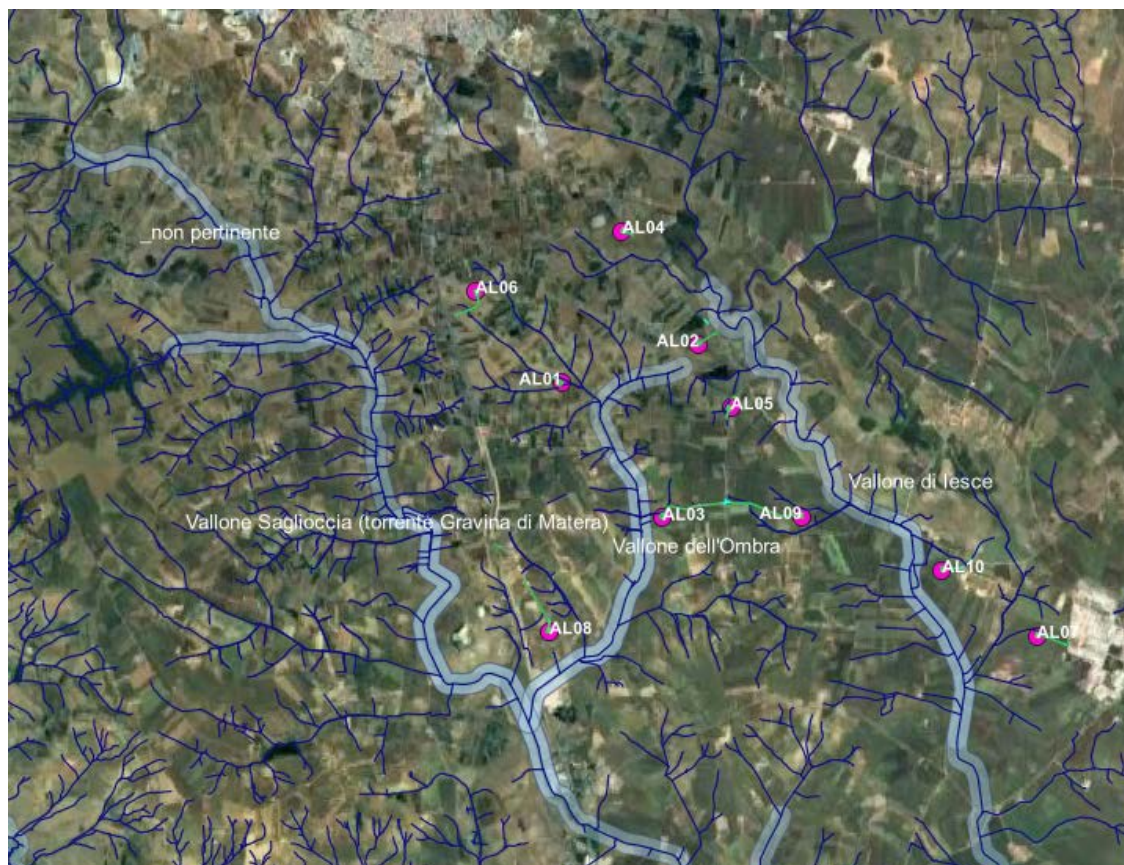 AL04
_non pertinente
AL06
AL02
AL01
AL05
Vallone di Iesce
AL03
AL09
Vallone Saglioccia (torrente Gravina di Matera)
Vallone dell'Ombra
AL10
AL08
AL07